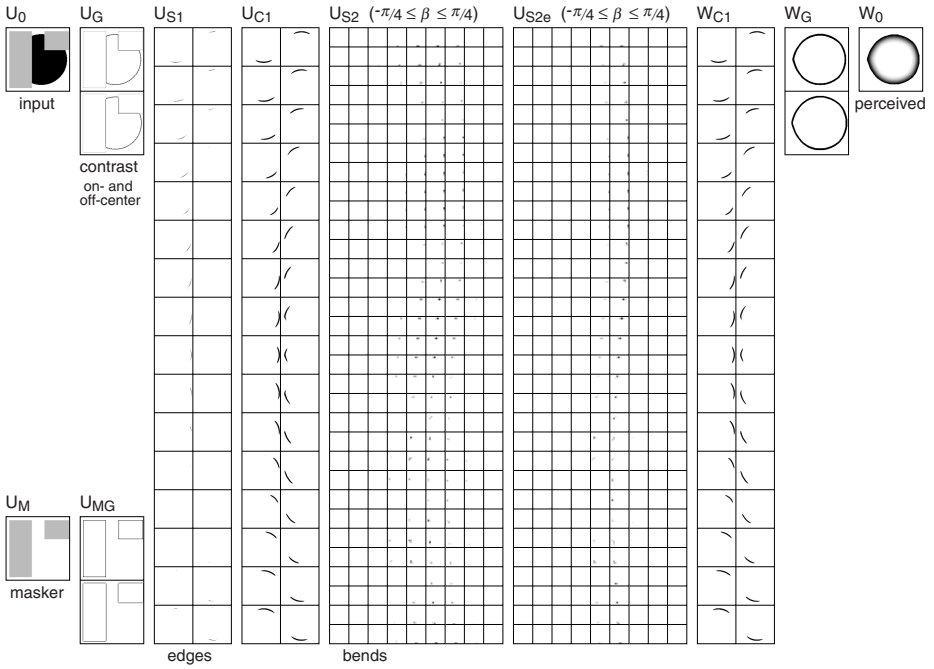 U0 UG US1 UC1 US2 (-π/4 ≤ β ≤ π/4) US2e (-π/4 ≤ β ≤ π/4) WC1 WG W0
input
perceived
contrast
on- and
off-center
UM UMG
masker
edges bends